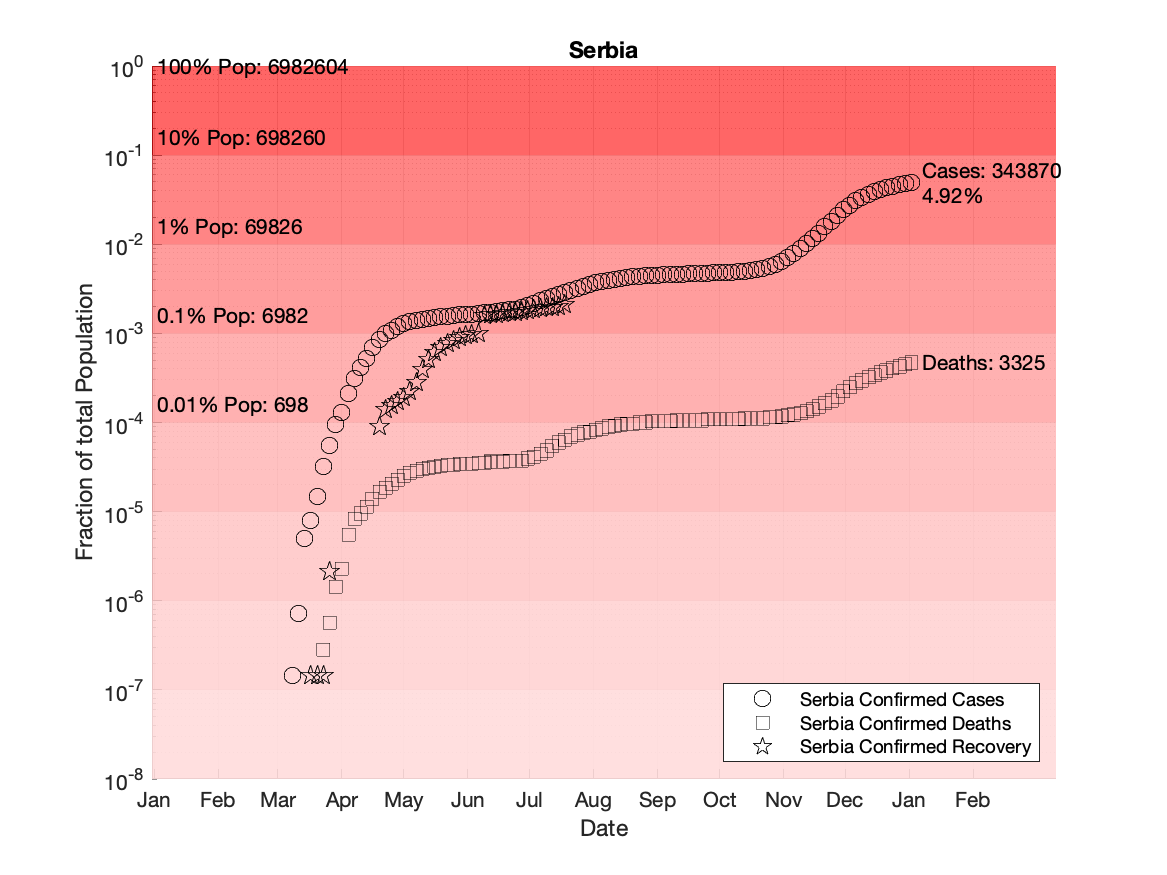 Serbia
10^0
100% Pop: 6982604
10% Pop: 698260
10^-1
Cases: 343870
4.92%
1% Pop: 69826
10^-2
0.1% Pop: 6982
10^-3
Deaths: 3325
0.01% Pop: 698
10^-4
10^-5
10^-6
10^-7
10^-8
Fraction of total Population
Serbia Confirmed Cases
Serbia Confirmed Deaths
Serbia Confirmed Recovery
Jan Feb Mar Apr May Jun Jul Aug Sep Oct Nov Dec Jan Feb
Date